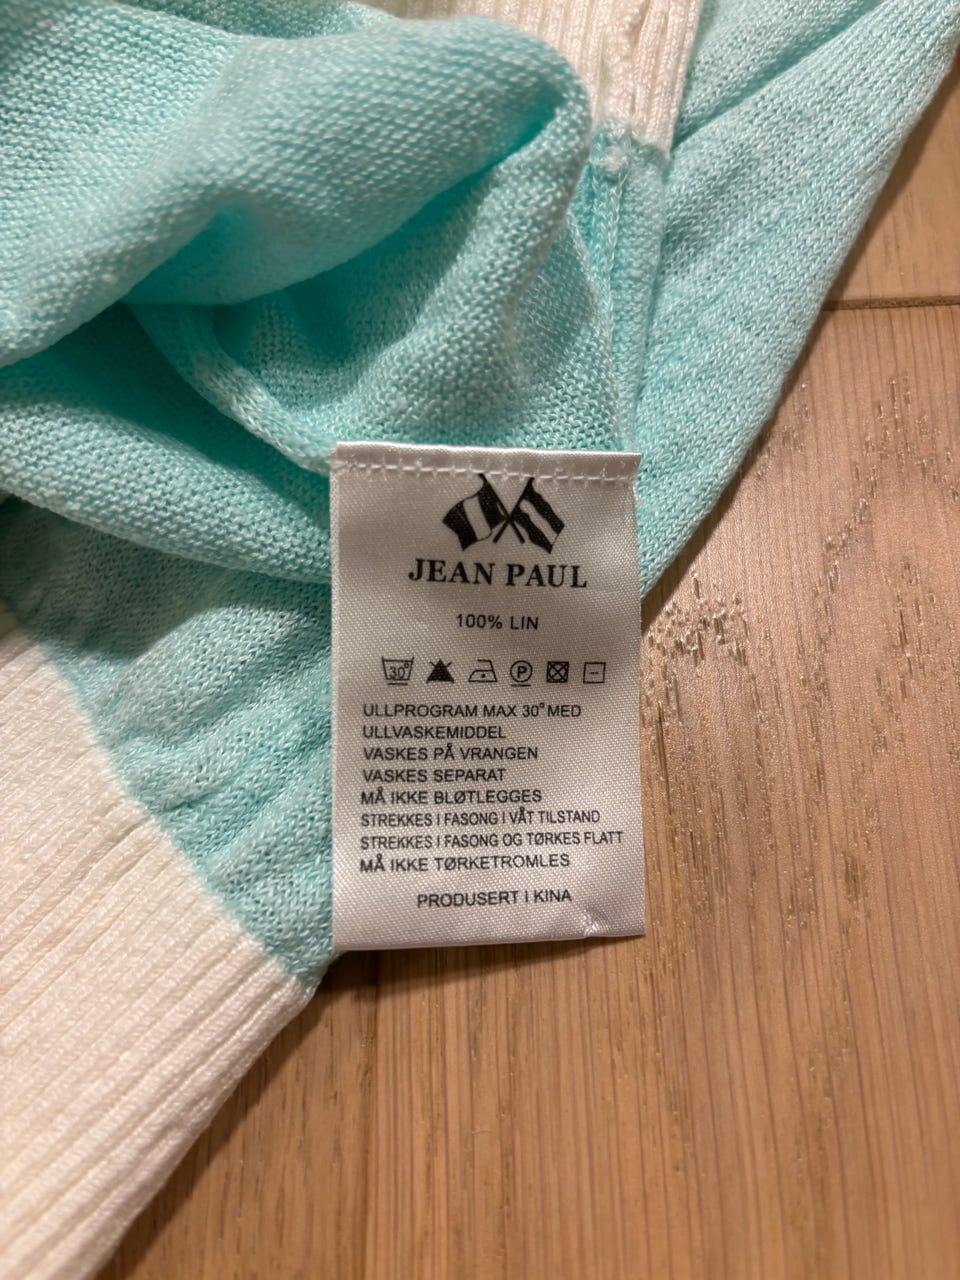 JEAN PAUL
100% LIN
30° P
ULLPROGRAM MAX 30° MED
ULLVASKEMIDDEL
VASKES PÅ VRANGEN
VASKES SEPARAT
MÅ IKKE BLØTLEGGES
STREKKES I FASONG I VÅT TILSTAND
STREKKES I FASONG OG TØRKES FLATT
MÅ IKKE TØRKETROMLES
PRODUSERT I KINA